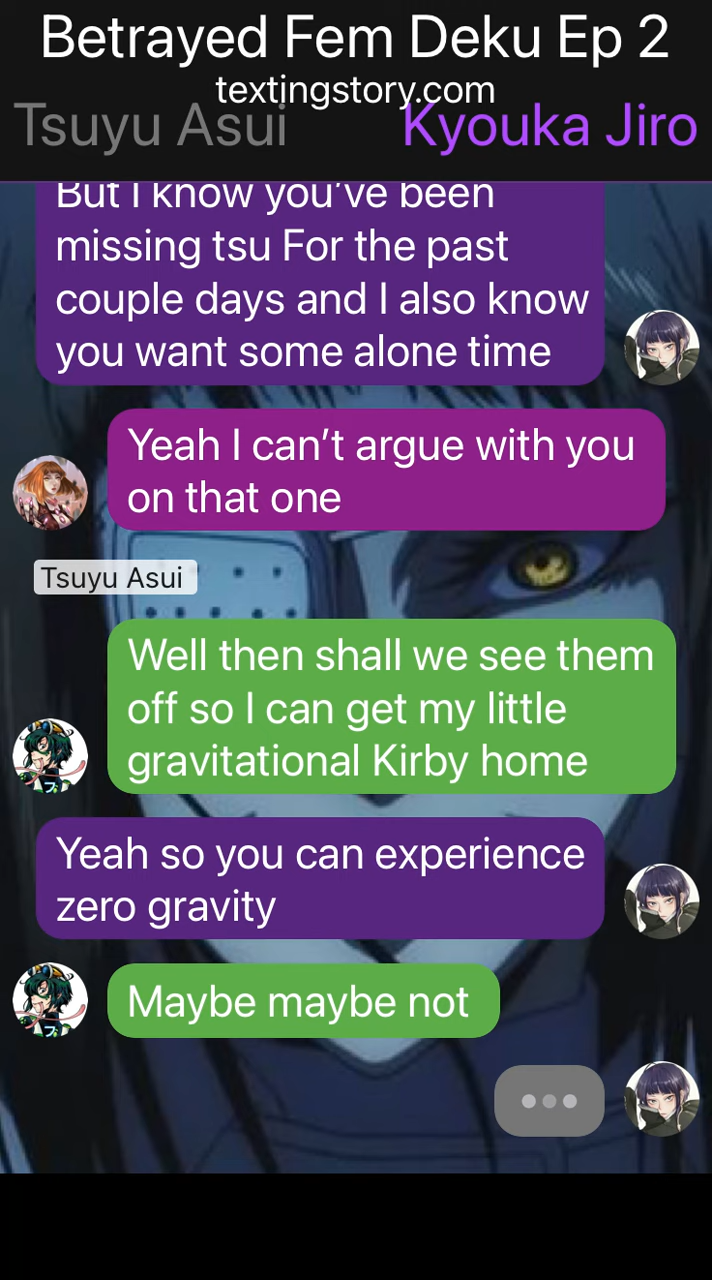 Betrayed Fem Deku Ep 2
textingstory.com
Tsuyu Asui
Kyouka Jiro
But I know you've been
missing tsu For the past
couple days and I also know
you want some alone time
Yeah I can’t argue with you
on that one
Tsuyu Asui
Well then shall we see them
off so I can get my little
gravitational Kirby home
Yeah so you can experience
zero gravity
Maybe maybe not